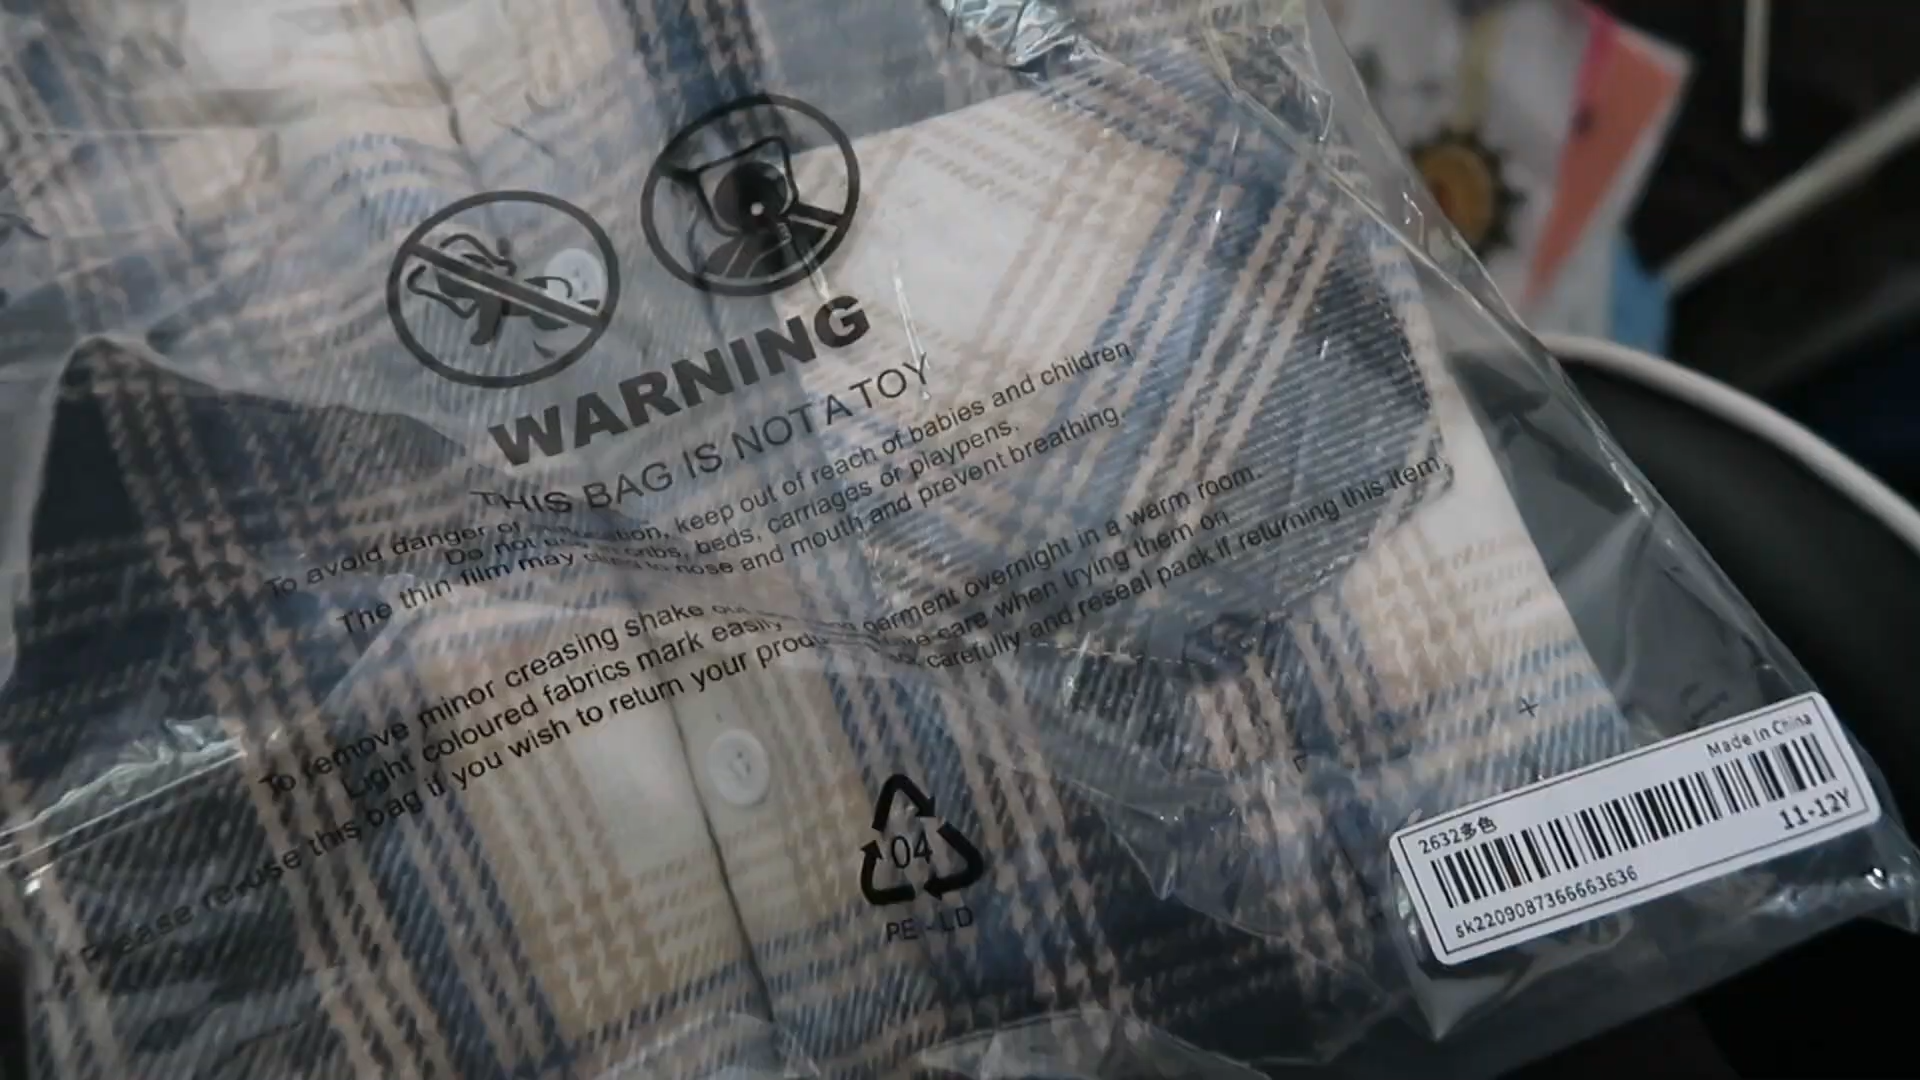 WARNING
THIS BAG IS NOT A TOY
To avoid danger of keep out of reach of babies and children
Do not cribs, beds, carriages or playpens.
The thin film may to nose and mouth and prevent breathing.
To remove minor creasing shake garment overnight in a warm room.
Light coloured fabrics mark easily care when trying them on
this bag if you wish to return your carefully and reseal pack if returning this item
Please re-use
04
PE-LD
Made In China
2632多色
11-12Y
sk2209087366663636